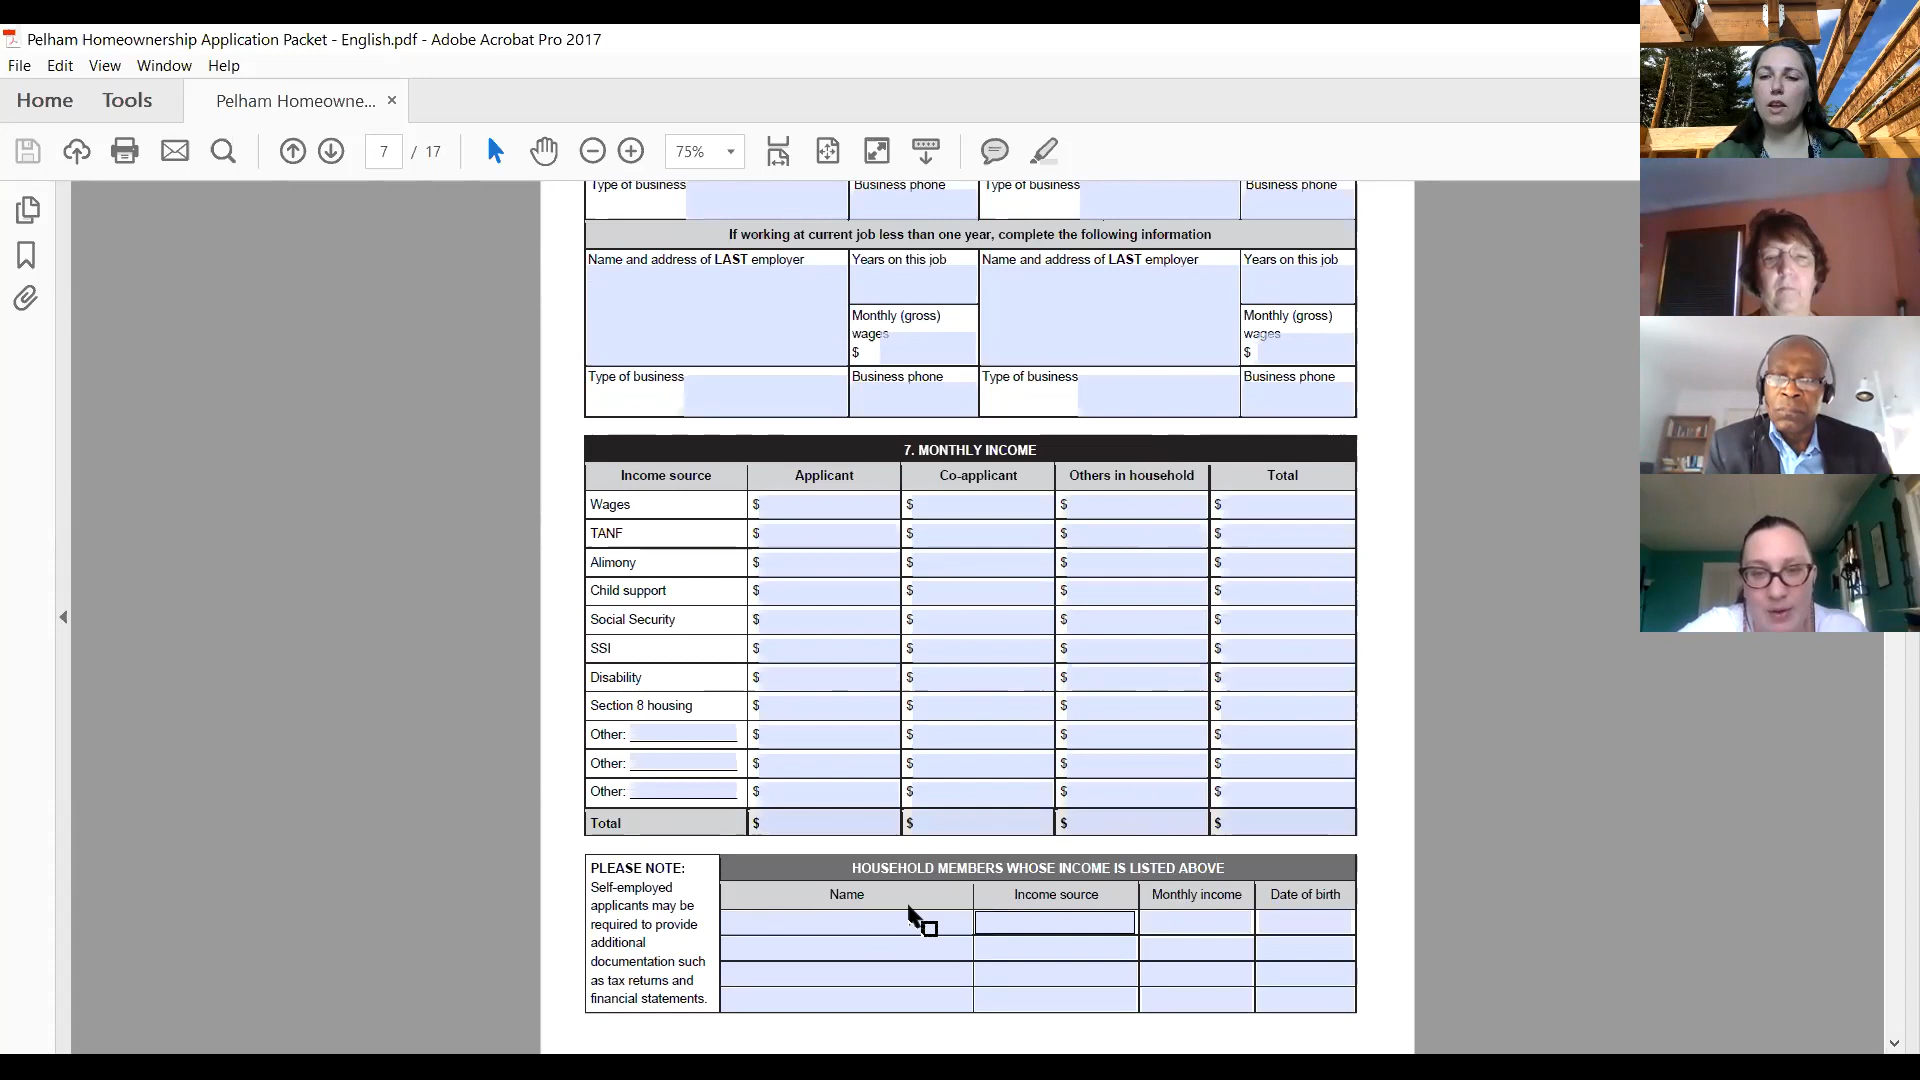 Pelham Homeownership Application Packet - English.pdf - Adobe Acrobat Pro 2017
File Edit View Window Help
Home Tools Pelham Homeowne... ×
7 / 17 75%
Type of business Business phone Type of business Business phone
If working at current job less than one year, complete the following information
Name and address of LAST employer Years on this job Name and address of LAST employer Years on this job
Monthly (gross) Monthly (gross)
wages wages
$ $
Type of business Business phone Type of business Business phone
7. MONTHLY INCOME
Income source Applicant Co-applicant Others in household Total
Wages $ $ $ $
TANF $ $ $ $
Alimony $ $ $ $
Child support $ $ $ $
Social Security $ $ $ $
SSI $ $ $ $
Disability $ $ $ $
Section 8 housing $ $ $ $
Other: $ $ $ $
Other: $ $ $ $
Other: $ $ $ $
Total $ $ $ $
PLEASE NOTE:
Self-employed
applicants may be
required to provide
additional
documentation such
as tax returns and
financial statements.
HOUSEHOLD MEMBERS WHOSE INCOME IS LISTED ABOVE
Name Income source Monthly income Date of birth